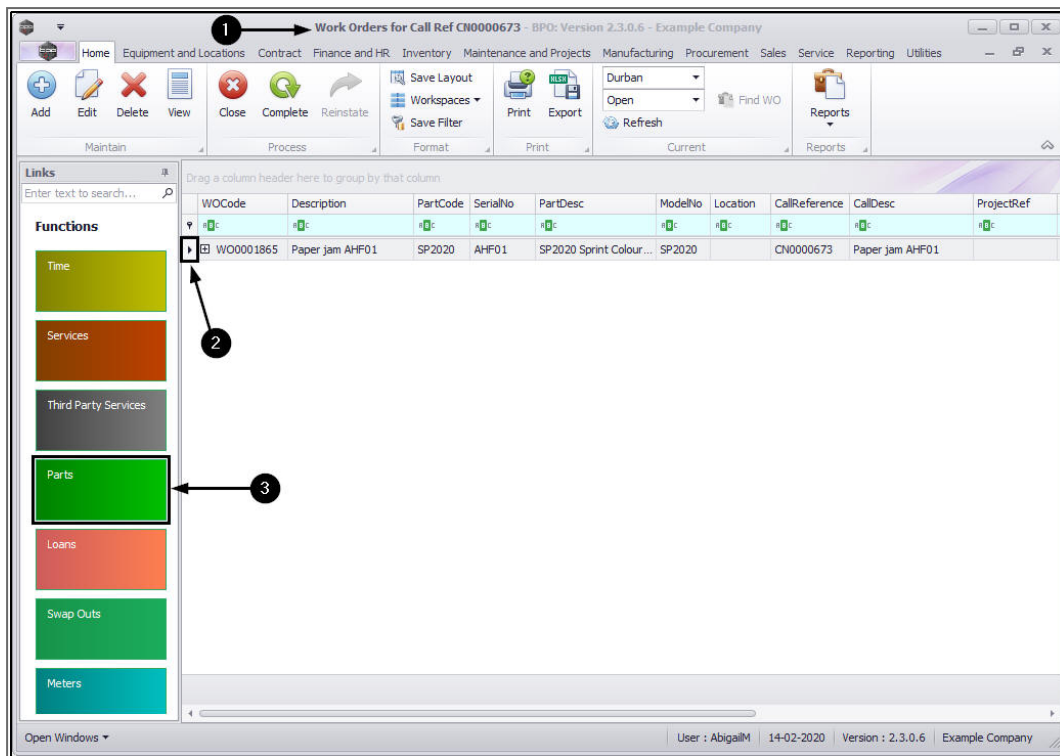 1 Work Orders for Call Ref CN0000673 - BPO: Version 2.3.0.6 - Example Company
Home Equipment and Locations Contract Finance and HR Inventory Maintenance and Projects Manufacturing Procurement Sales Service Reporting Utilities
Add Edit Delete View Close Complete Reinstate
Save Layout
Workspaces
Save Filter
Print Export
Durban
Open
Refresh
Find WO
Reports
Maintain Process Format Print Current Reports
Links
Enter text to search...
Functions
Time
Services
Third Party Services
Parts
Loans
Swap Outs
Meters
Drag a column header here to group by that column
WOCode Description PartCode SerialNo PartDesc ModelNo Location CallReference CallDesc ProjectRef
WO0001865 Paper jam AHF01 SP2020 AHF01 SP2020 Sprint Colour... SP2020 CN0000673 Paper jam AHF01
2
3
Open Windows User : AbigailM 14-02-2020 Version : 2.3.0.6 Example Company